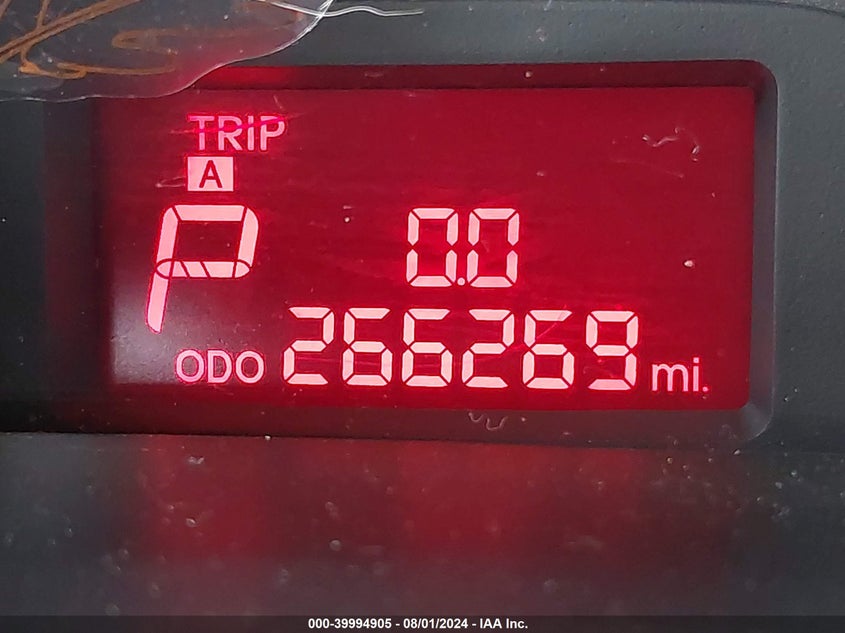 TRIP
A
P 0.0
ODO 266269 mi.
000-39994905 - 08/01/2024 - IAA Inc.